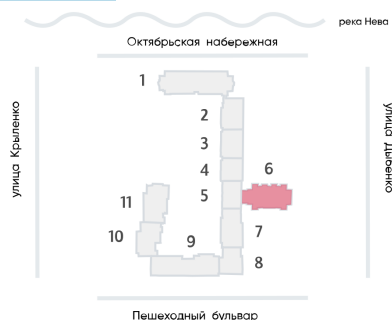 река Нева
Октябрьская набережная
1
2
3
4
5
6
7
8
9
10
11
улица Крыленко
улица Дыбенко
Пешеходный бульвар